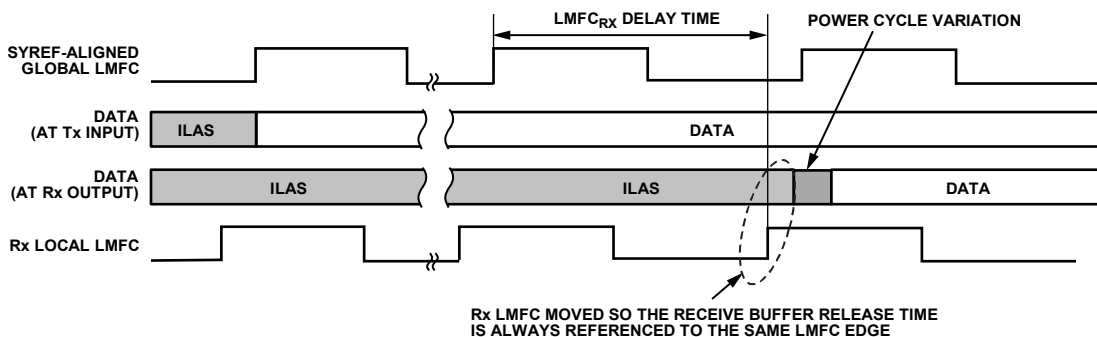 LMFCRX DELAY TIME
POWER CYCLE VARIATION
SYREF-ALIGNED
GLOBAL LMFC
DATA
(AT Tx INPUT)
ILAS
DATA
DATA
(AT Rx OUTPUT)
ILAS
ILAS
DATA
Rx LOCAL LMFC
Rx LMFC MOVED SO THE RECEIVE BUFFER RELEASE TIME
IS ALWAYS REFERENCED TO THE SAME LMFC EDGE